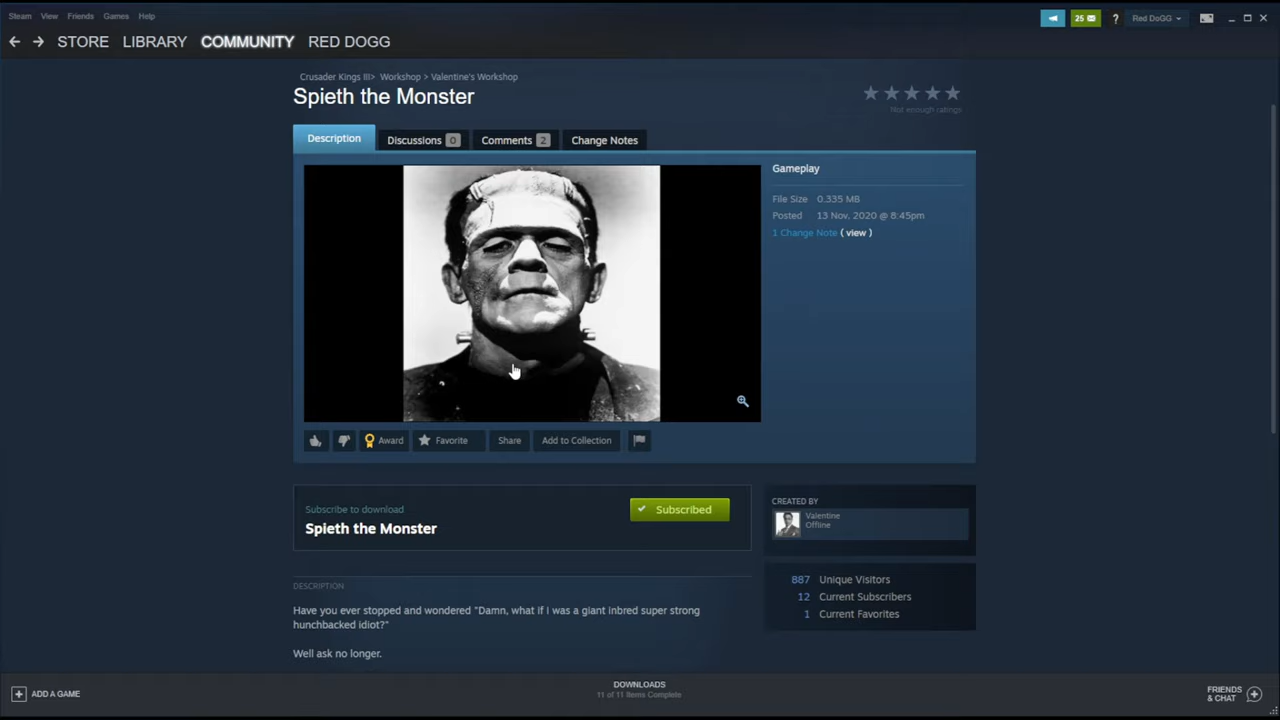 Steam View Friends Games Help
25 ? Red DoGG
STORE LIBRARY COMMUNITY RED DOGG
Crusader Kings III> Workshop > Valentine's Workshop
Spieth the Monster
Not enough ratings
Description Discussions 0 Comments 2 Change Notes
Gameplay
File Size 0.335 MB
Posted 13 Nov, 2020 @ 8:45pm
1 Change Note ( view )
Award Favorite Share Add to Collection
Subscribe to download
Spieth the Monster
Subscribed
CREATED BY
Valentine
Offline
887 Unique Visitors
12 Current Subscribers
1 Current Favorites
DESCRIPTION
Have you ever stopped and wondered "Damn, what if i was a giant inbred super strong
hunchbacked idiot?"
Well ask no longer.
ADD A GAME
DOWNLOADS
11 of 11 Items Complete
FRIENDS
& CHAT